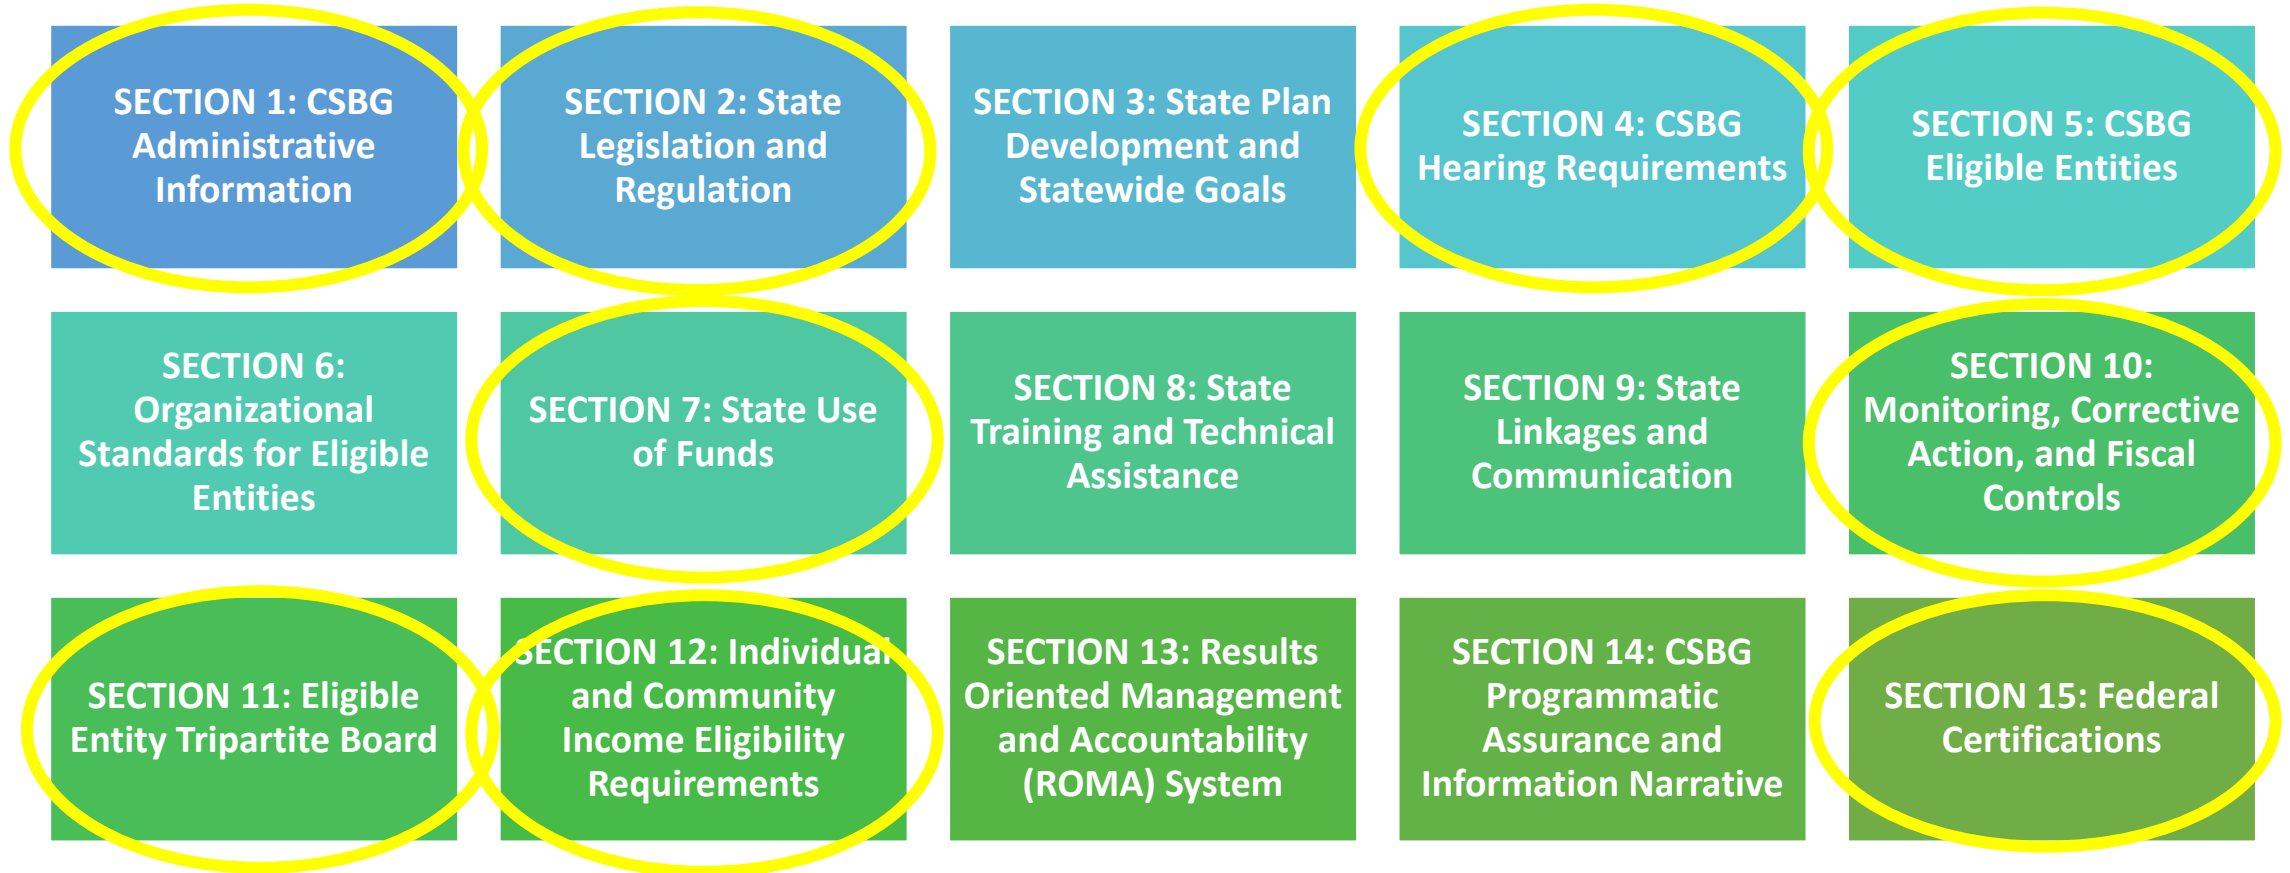 SECTION 1: CSBG
Administrative
Information
SECTION 2: State
Legislation and
Regulation
SECTION 3: State Plan
Development and
Statewide Goals
SECTION 4: CSBG
Hearing Requirements
SECTION 5: CSBG
Eligible Entities
SECTION 6:
Organizational
Standards for Eligible
Entities
SECTION 7: State Use
of Funds
SECTION 8: State
Training and Technical
Assistance
SECTION 9: State
Linkages and
Communication
SECTION 10:
Monitoring, Corrective
Action, and Fiscal
Controls
SECTION 11: Eligible
Entity Tripartite Board
SECTION 12: Individual
and Community
Income Eligibility
Requirements
SECTION 13: Results
Oriented Management
and Accountability
(ROMA) System
SECTION 14: CSBG
Programmatic
Assurance and
Information Narrative
SECTION 15: Federal
Certifications